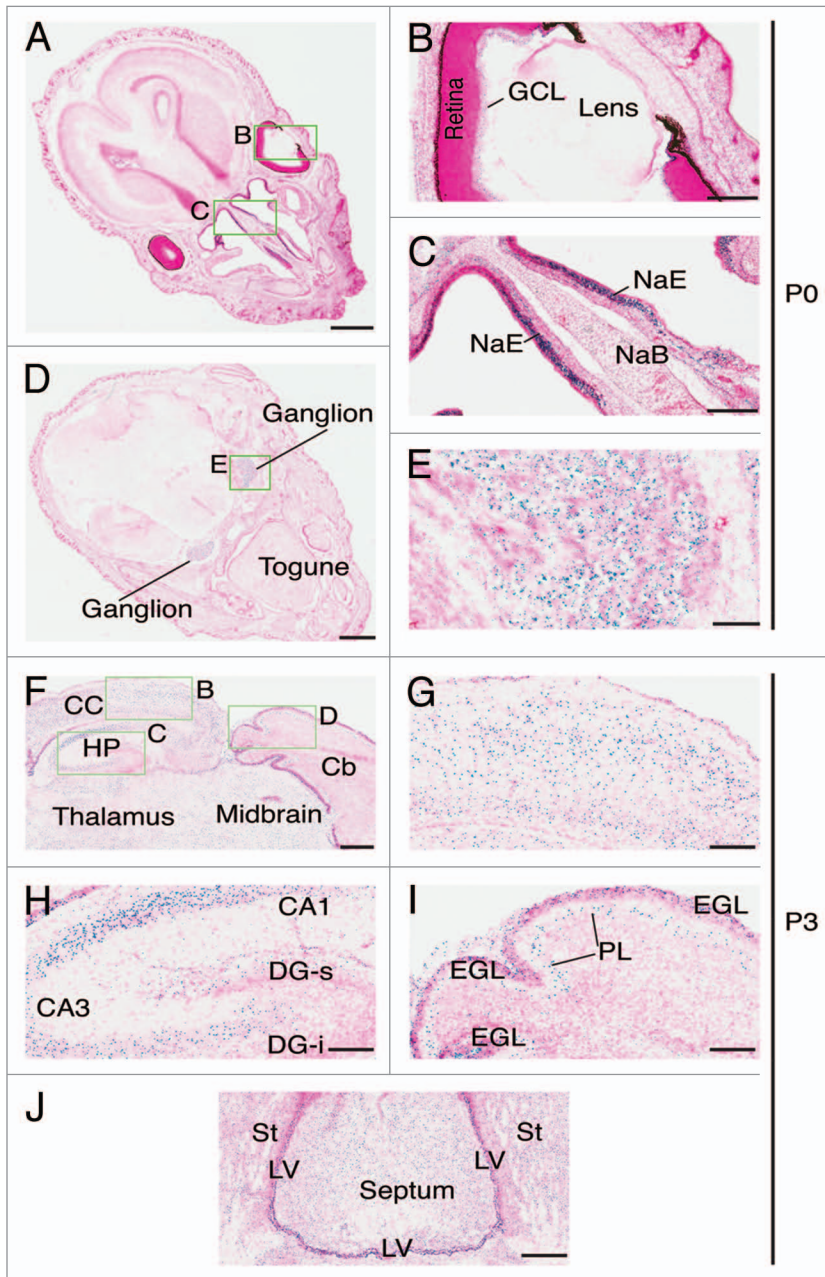 A
B
C
B
Retina
GCL
Lens
C
NaE
NaE
NaB
P0
D
Ganglion
E
Togune
Ganglion
E
F
B
CC
C
D
HP
Cb
Thalamus
Midbrain
G
H
CA1
DG-s
CA3
DG-i
I
EGL
PL
EGL
EGL
P3
J
St
St
LV
LV
Septum
LV